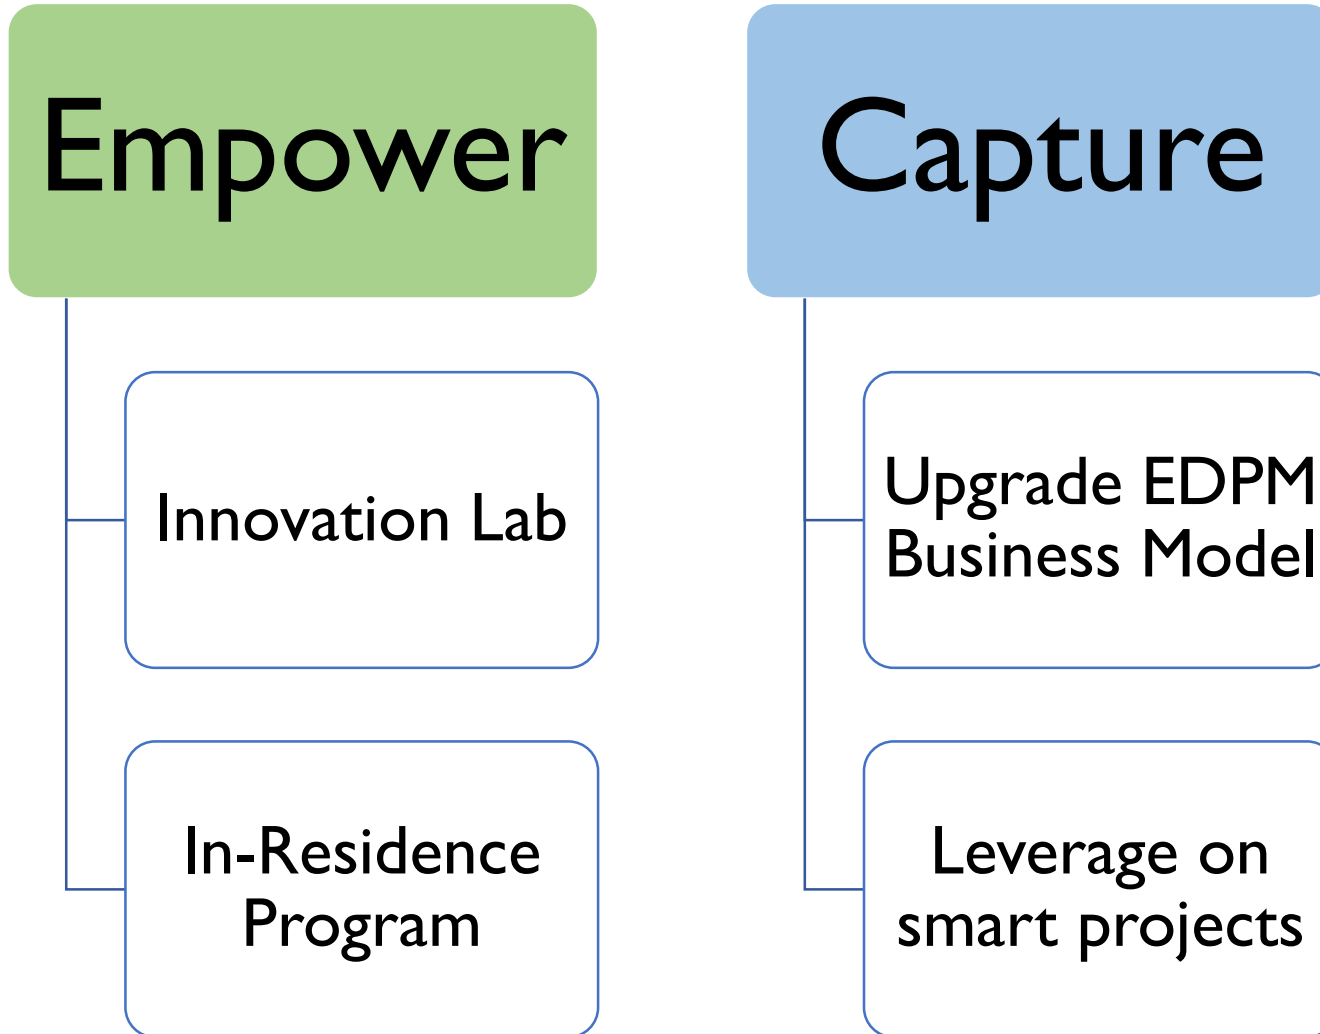 Empower
Innovation Lab
In-Residence
Program
Capture
Upgrade EDPM
Business Model
Leverage on
smart projects